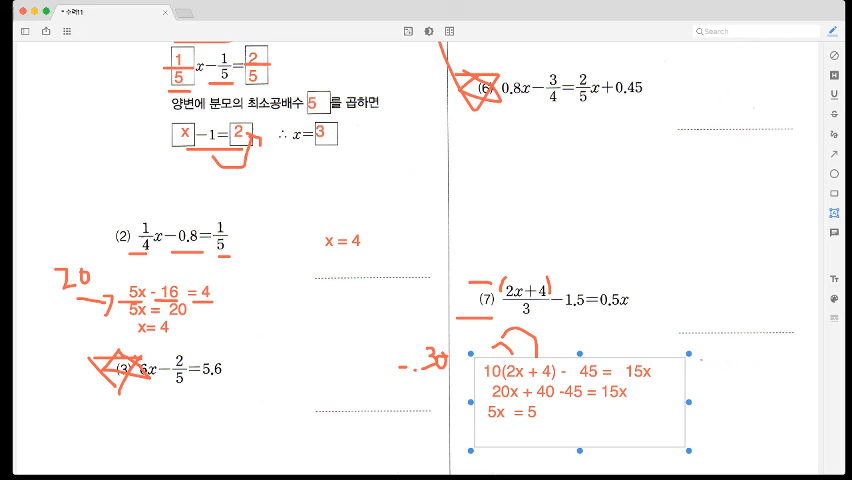 수력11
Search
1/5 x - 1/5 = 2/5
양변에 분모의 최소공배수 5 를 곱하면
x - 1 = 2 ∴ x = 3
(2) 1/4 x - 0.8 = 1/5
x = 4
20
5x - 16 = 4
5x = 20
x= 4
(3) 6x - 2/5 = 5.6
(6) 0.8x - 3/4 = 2/5 x + 0.45
(7) (2x+4)/3 - 1.5 = 0.5x
30
10(2x + 4) - 45 = 15x
20x + 40 -45 = 15x
5x = 5